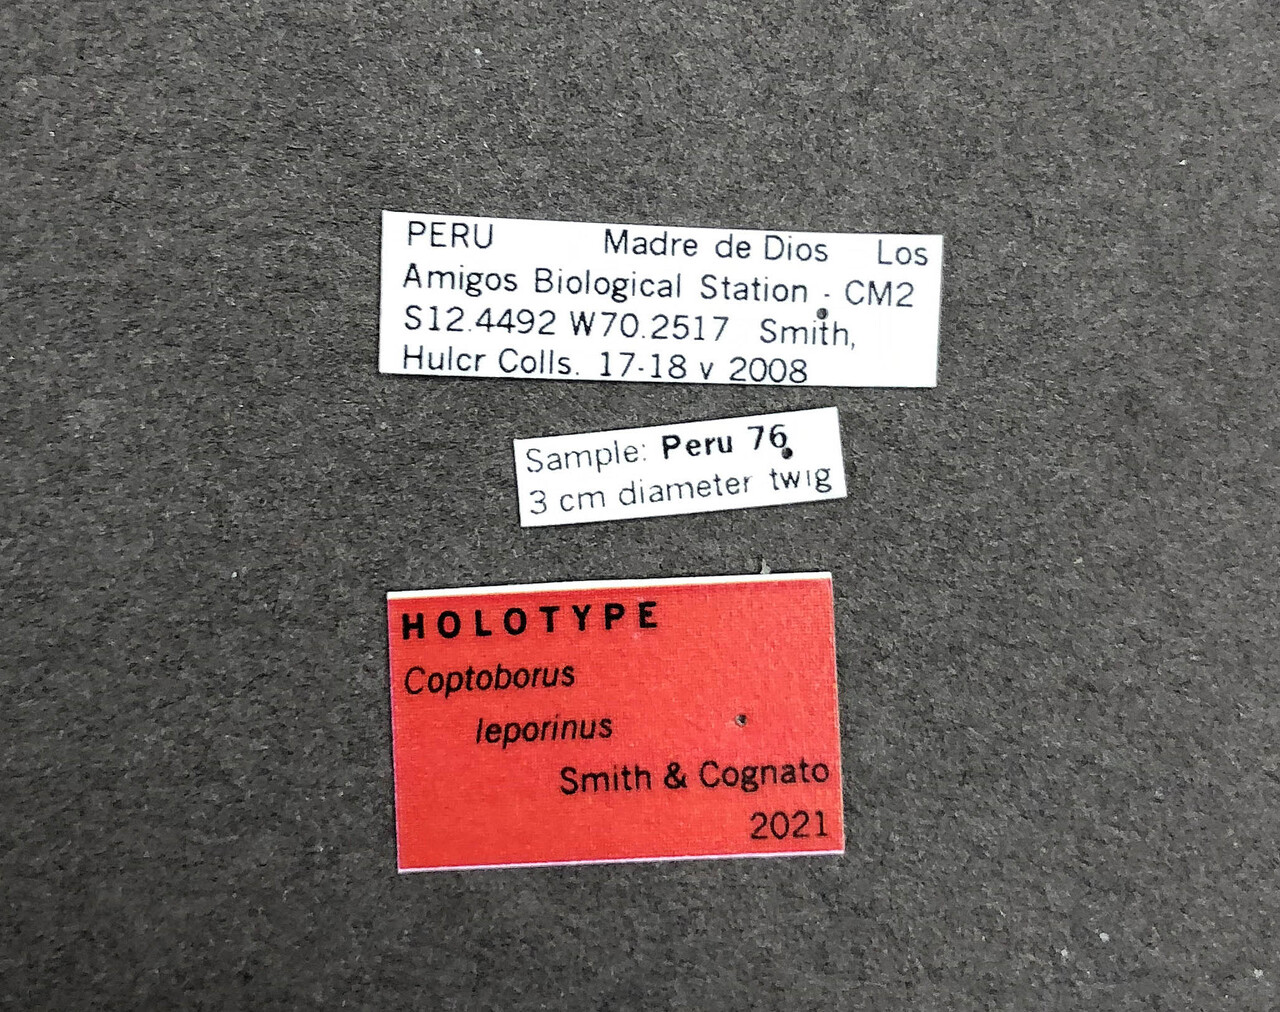 PERU Madre de Dios Los
Amigos Biological Station - CM2
S12.4492 W70.2517 Smith,
Hulcr Colls. 17-18 v 2008
Sample: Peru 76
3 cm diameter twig
HOLOTYPE
Coptoborus
leporinus
Smith & Cognato
2021